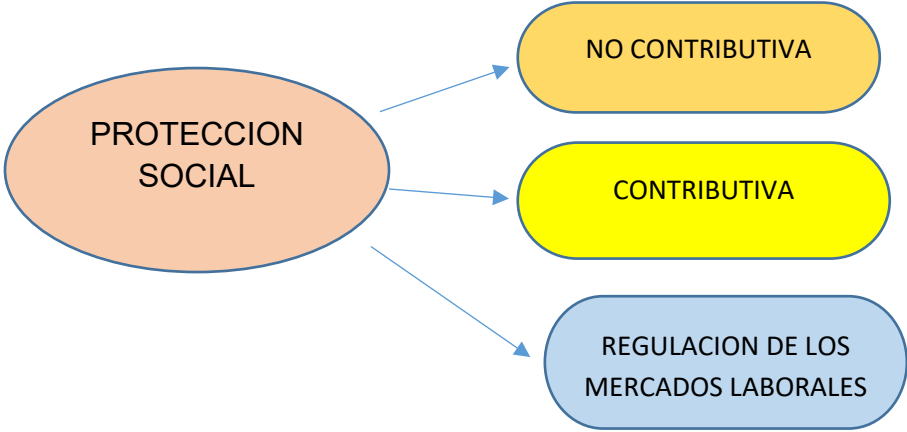 PROTECCION
SOCIAL
NO CONTRIBUTIVA
CONTRIBUTIVA
REGULACION DE LOS
MERCADOS LABORALES